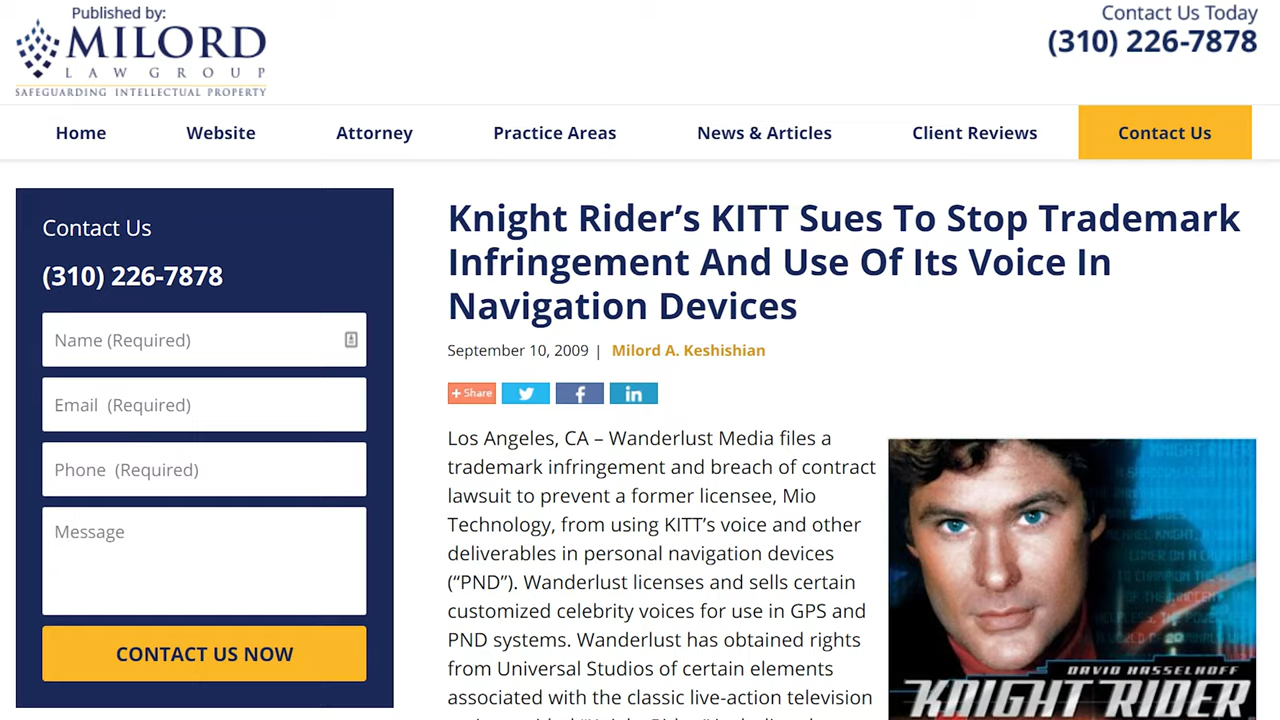 Published by:
MILORD
LAW GROUP
SAFEGUARDING INTELLECTUAL PROPERTY
Contact Us Today
(310) 226-7878
Home Website Attorney Practice Areas News & Articles Client Reviews Contact Us
Contact Us
(310) 226-7878
Name (Required)
Email (Required)
Phone (Required)
Message
CONTACT US NOW
Knight Rider's KITT Sues To Stop Trademark
Infringement And Use Of Its Voice In
Navigation Devices
September 10, 2009 | Milord A. Keshishian
+ Share
Los Angeles, CA – Wanderlust Media files a
trademark infringement and breach of contract
lawsuit to prevent a former licensee, Mio
Technology, from using KITT's voice and other
deliverables in personal navigation devices
("PND"). Wanderlust licenses and sells certain
customized celebrity voices for use in GPS and
PND systems. Wanderlust has obtained rights
from Universal Studios of certain elements
associated with the classic live-action television
DAVID HASSELHOFF
KNIGHT RIDER